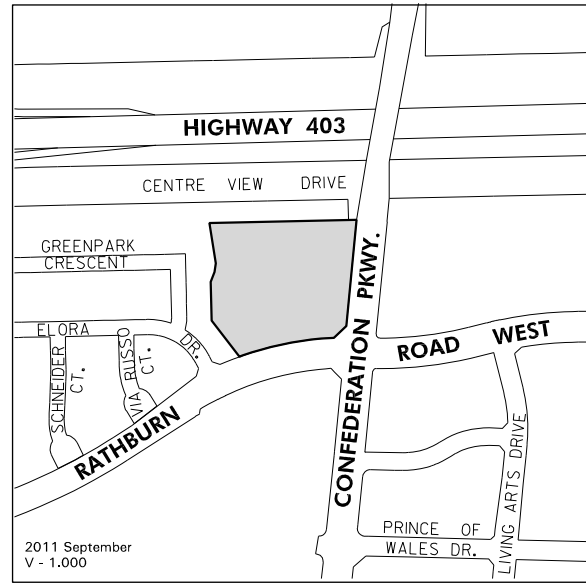 HIGHWAY 403
CENTRE VIEW DRIVE
GREENPARK
CRESCENT
ELORA
DR.
SCHNEIDER
CT.
VIA RUSSO
CT.
RATHBURN
ROAD WEST
CONFEDERATION PKWY.
LIVING ARTS DRIVE
PRINCE OF
WALES DR.
2011 September
V - 1.000